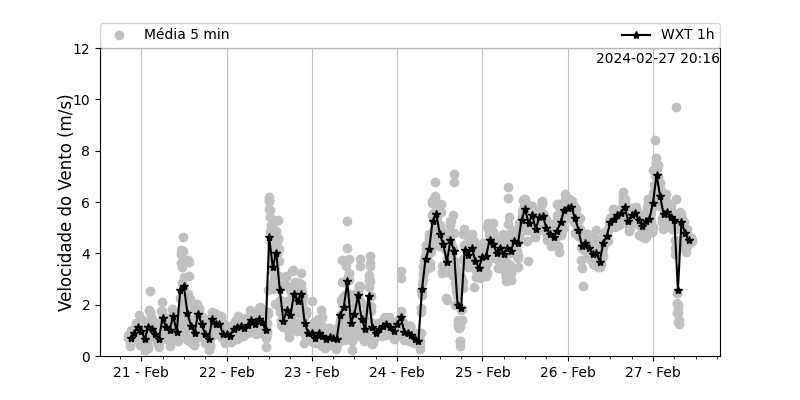 Média 5 min
WXT 1h
2024-02-27 20:16
Velocidade do Vento (m/s)
12
10
8
6
4
2
0
21 - Feb
22 - Feb
23 - Feb
24 - Feb
25 - Feb
26 - Feb
27 - Feb